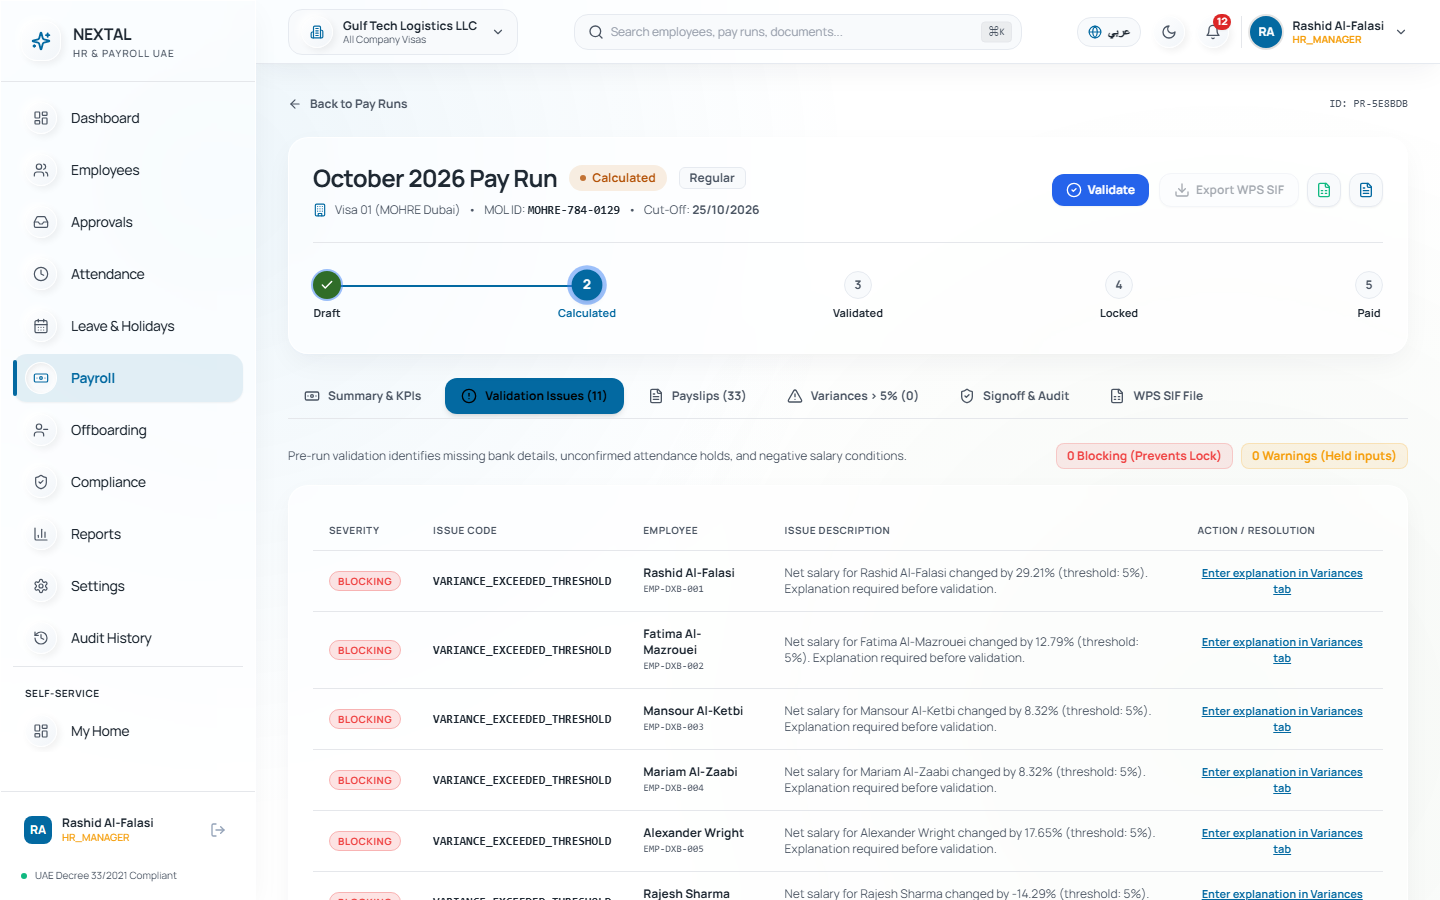 NEXTAL
HR & PAYROLL UAE
Gulf Tech Logistics LLC
All Company Visas
Search employees, pay runs, documents...
⌘K
عربي
12
RA
Rashid Al-Falasi
HR_MANAGER
Dashboard
Employees
Approvals
Attendance
Leave & Holidays
Payroll
Offboarding
Compliance
Reports
Settings
Audit History
SELF-SERVICE
My Home
RA
Rashid Al-Falasi
HR_MANAGER
UAE Decree 33/2021 Compliant
Back to Pay Runs
ID: PR-5E8BDB
October 2026 Pay Run
Calculated
Regular
Visa 01 (MOHRE Dubai) • MOL ID: MOHRE-784-0129 • Cut-Off: 25/10/2026
Validate
Export WPS SIF
2
3
4
5
Draft
Calculated
Validated
Locked
Paid
Summary & KPIs
Validation Issues (11)
Payslips (33)
Variances > 5% (0)
Signoff & Audit
WPS SIF File
Pre-run validation identifies missing bank details, unconfirmed attendance holds, and negative salary conditions.
0 Blocking (Prevents Lock)
0 Warnings (Held inputs)
SEVERITY
ISSUE CODE
EMPLOYEE
ISSUE DESCRIPTION
ACTION / RESOLUTION
BLOCKING
VARIANCE_EXCEEDED_THRESHOLD
Rashid Al-Falasi
EMP-DXB-001
Net salary for Rashid Al-Falasi changed by 29.21% (threshold: 5%).
Explanation required before validation.
Enter explanation in Variances
tab
BLOCKING
VARIANCE_EXCEEDED_THRESHOLD
Fatima Al-
Mazrouei
EMP-DXB-002
Net salary for Fatima Al-Mazrouei changed by 12.79% (threshold:
5%). Explanation required before validation.
Enter explanation in Variances
tab
BLOCKING
VARIANCE_EXCEEDED_THRESHOLD
Mansour Al-Ketbi
EMP-DXB-003
Net salary for Mansour Al-Ketbi changed by 8.32% (threshold: 5%).
Explanation required before validation.
Enter explanation in Variances
tab
BLOCKING
VARIANCE_EXCEEDED_THRESHOLD
Mariam Al-Zaabi
EMP-DXB-004
Net salary for Mariam Al-Zaabi changed by 8.32% (threshold: 5%).
Explanation required before validation.
Enter explanation in Variances
tab
BLOCKING
VARIANCE_EXCEEDED_THRESHOLD
Alexander Wright
EMP-DXB-005
Net salary for Alexander Wright changed by 17.65% (threshold: 5%).
Explanation required before validation.
Enter explanation in Variances
tab
BLOCKING
VARIANCE_EXCEEDED_THRESHOLD
Rajesh Sharma
Net salary for Rajesh Sharma changed by -14.29% (threshold: 5%).
Enter explanation in Variances